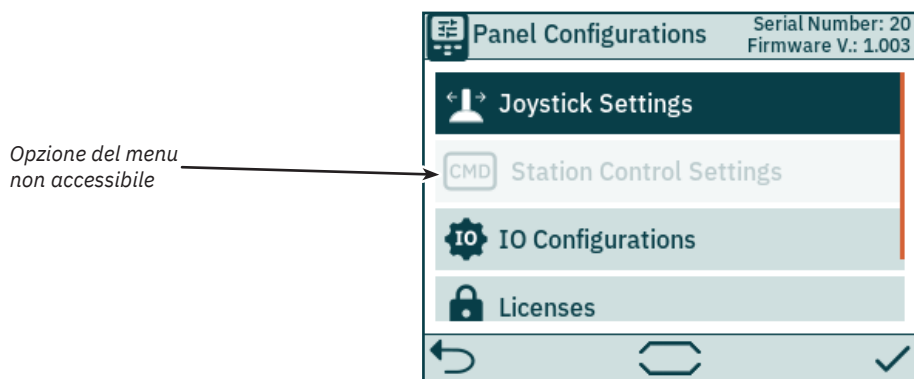 Panel Configurations
Serial Number: 20
Firmware V.: 1.003
Joystick Settings
Opzione del menu
non accessibile
CMD
Station Control Settings
IO
IO Configurations
Licenses